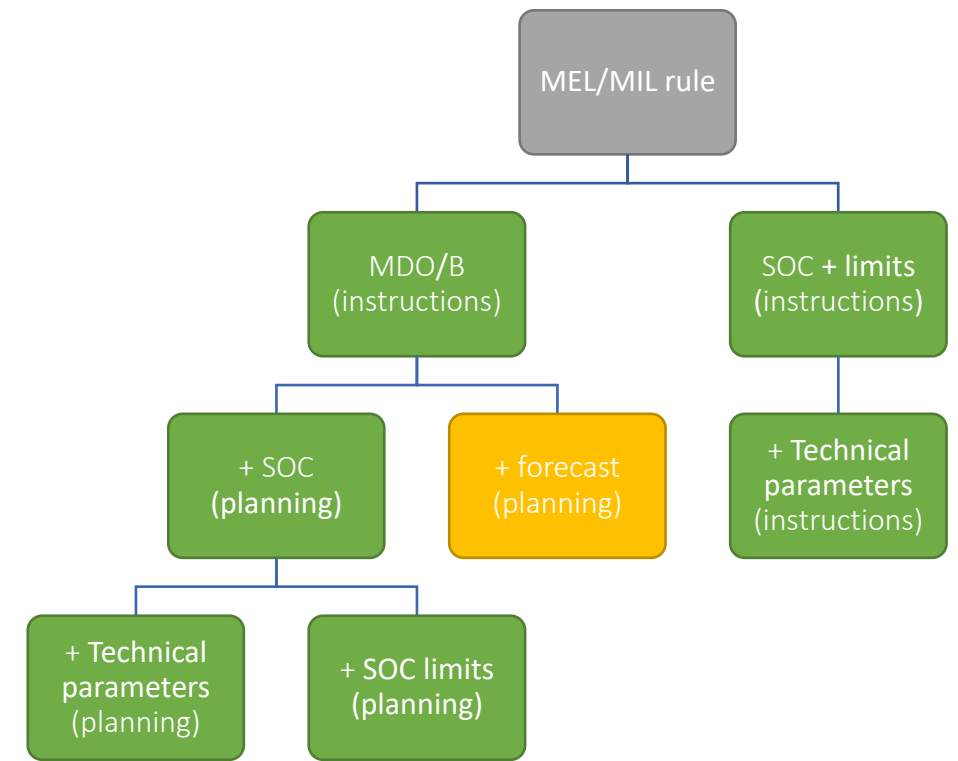 MEL/MIL rule
MDO/B
(instructions)
SOC + limits
(instructions)
+ SOC
(planning)
+ forecast
(planning)
+ Technical
parameters
(instructions)
+ Technical
parameters
(planning)
+ SOC limits
(planning)